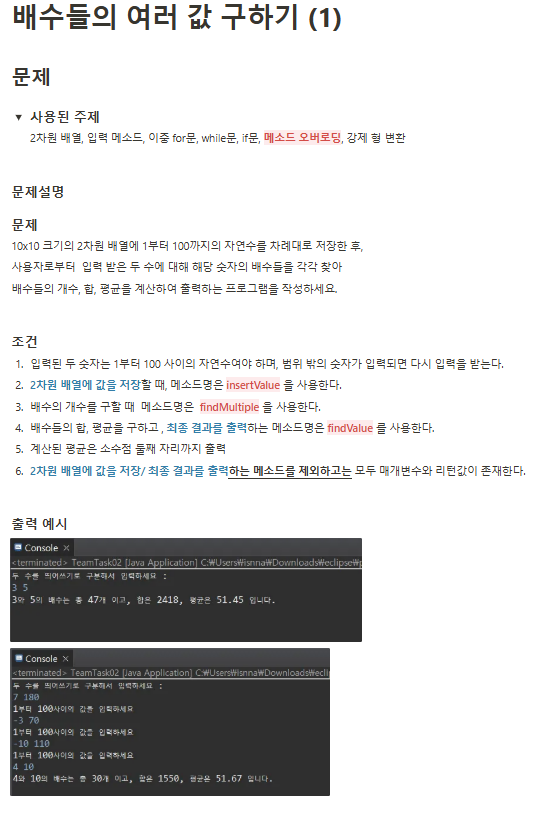 배수들의 여러 값 구하기 (1)
문제
▼ 사용된 주제
2차원 배열, 입력 메소드, 이중 for문, while문, if문, 메소드 오버로딩, 강제 형 변환
문제설명
문제
10x10 크기의 2차원 배열에 1부터 100까지의 자연수를 차례대로 저장한 후,
사용자로부터 입력 받은 두 수에 대해 해당 숫자의 배수들을 각각 찾아
배수들의 개수, 합, 평균을 계산하여 출력하는 프로그램을 작성하세요.
조건
1. 입력된 두 숫자는 1부터 100 사이의 자연수여야 하며, 범위 밖의 숫자가 입력되면 다시 입력을 받는다.
2. 2차원 배열에 값을 저장할 때, 메소드명은 insertValue 을 사용한다.
3. 배수의 개수를 구할 때 메소드명은 findMultiple 을 사용한다.
4. 배수들의 합, 평균을 구하고 , 최종 결과를 출력하는 메소드명은 findValue 를 사용한다.
5. 계산된 평균은 소수점 둘째 자리까지 출력
6. 2차원 배열에 값을 저장/ 최종 결과를 출력하는 메소드를 제외하고는 모두 매개변수와 리턴값이 존재한다.
출력 예시
Console ×
<terminated> TeamTask02 [Java Application] C:₩Users₩isnna₩Downloads₩eclipse₩p
두 수를 띄어쓰기로 구분해서 입력하세요 :
3 5
3와 5의 배수는 총 47개 이고, 합은 2418, 평균은 51.45 입니다.
Console ×
<terminated> TeamTask02 [Java Application] C:₩Users₩isnna₩Downloads₩ecli
두 수를 띄어쓰기로 구분해서 입력하세요 :
7 180
1부터 100사이의 값을 입력하세요
-3 70
1부터 100사이의 값을 입력하세요
-10 110
1부터 100사이의 값을 입력하세요
4 10
4와 10의 배수는 총 30개 이고, 합은 1550, 평균은 51.67 입니다.